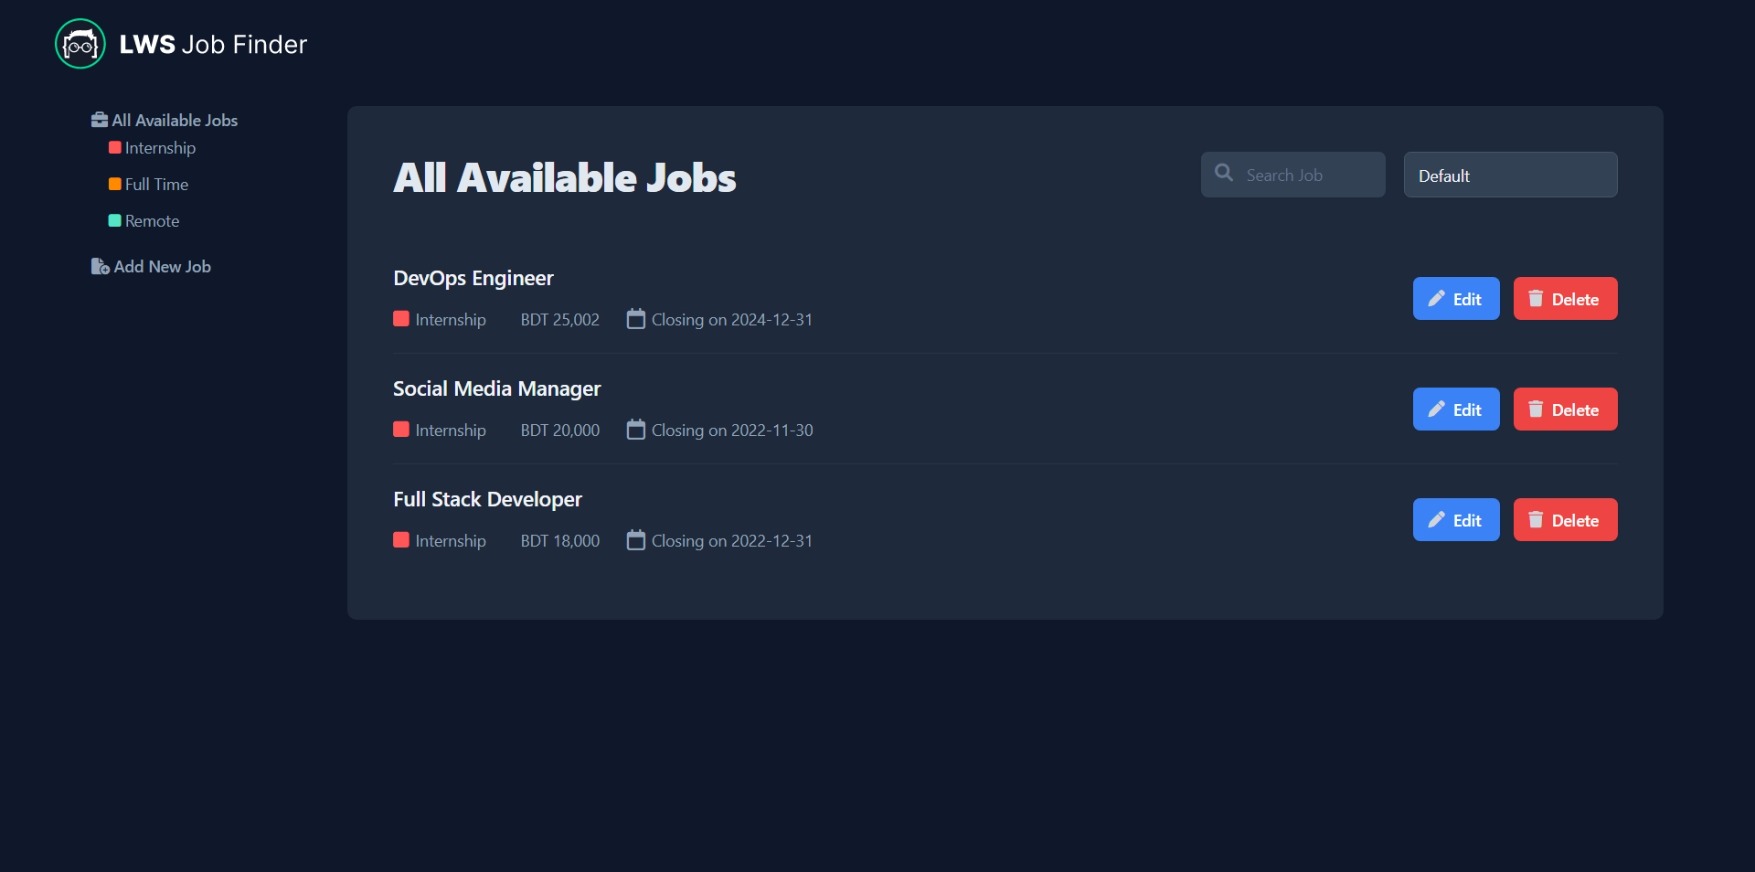 LWS Job Finder
All Available Jobs
Internship
Full Time
Remote
Add New Job
All Available Jobs
Search Job
Default
DevOps Engineer
Internship BDT 25,002 Closing on 2024-12-31
Edit Delete
Social Media Manager
Internship BDT 20,000 Closing on 2022-11-30
Edit Delete
Full Stack Developer
Internship BDT 18,000 Closing on 2022-12-31
Edit Delete